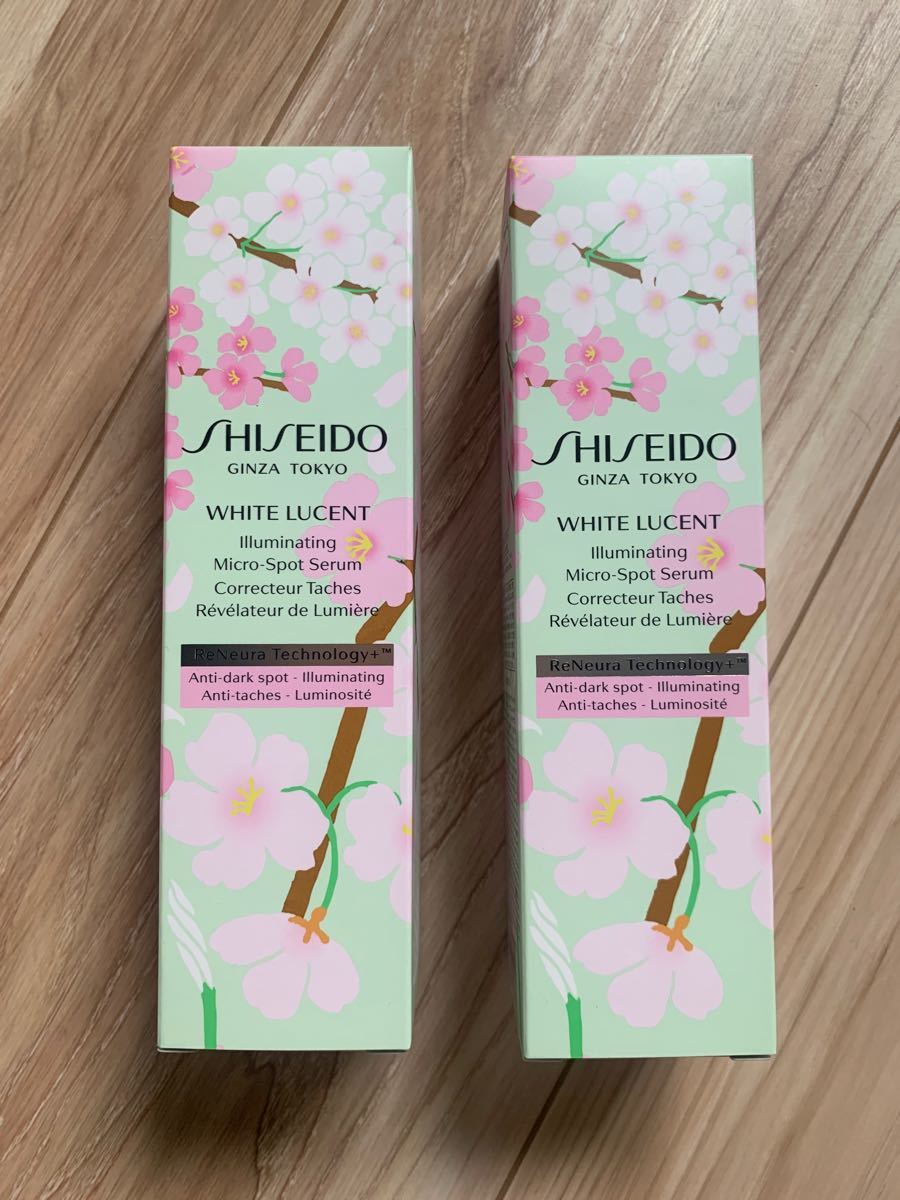 SHISEIDO
GINZA TOKYO
WHITE LUCENT
Illuminating
Micro-Spot Serum
Correcteur Taches
Révélateur de Lumière
ReNeura Technology+™
Anti-dark spot - Illuminating
Anti-taches - Luminosité
SHISEIDO
GINZA TOKYO
WHITE LUCENT
Illuminating
Micro-Spot Serum
Correcteur Taches
Révélateur de Lumière
ReNeura Technology+™
Anti-dark spot - Illuminating
Anti-taches - Luminosité